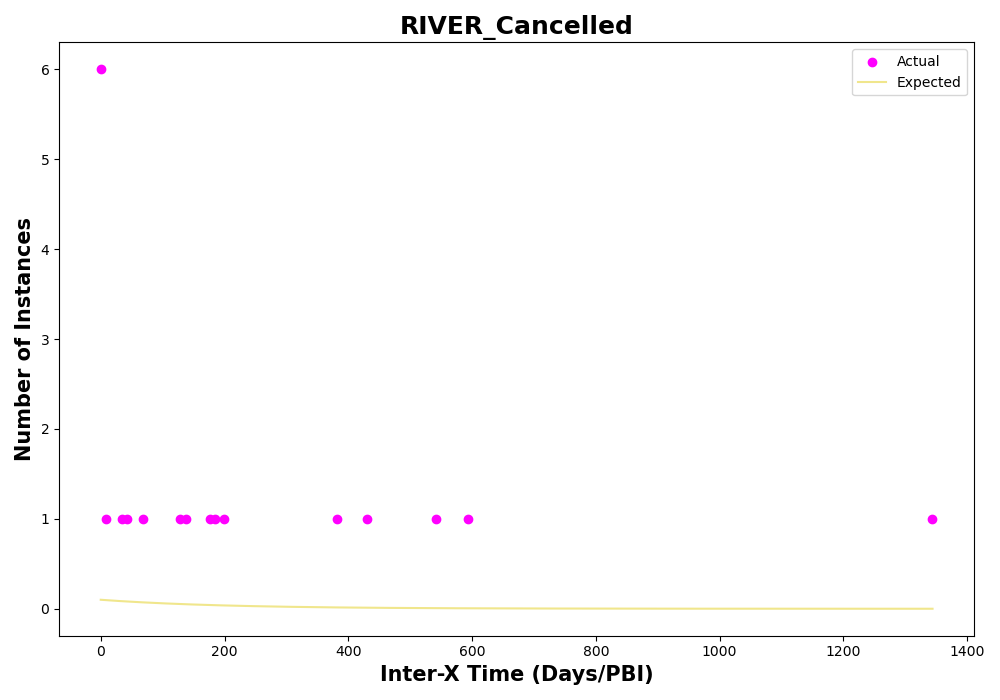 RIVER_Cancelled
Actual
Expected
Number of Instances
6
5
4
3
2
1
0
0 200 400 600 800 1000 1200 1400
Inter-X Time (Days/PBI)